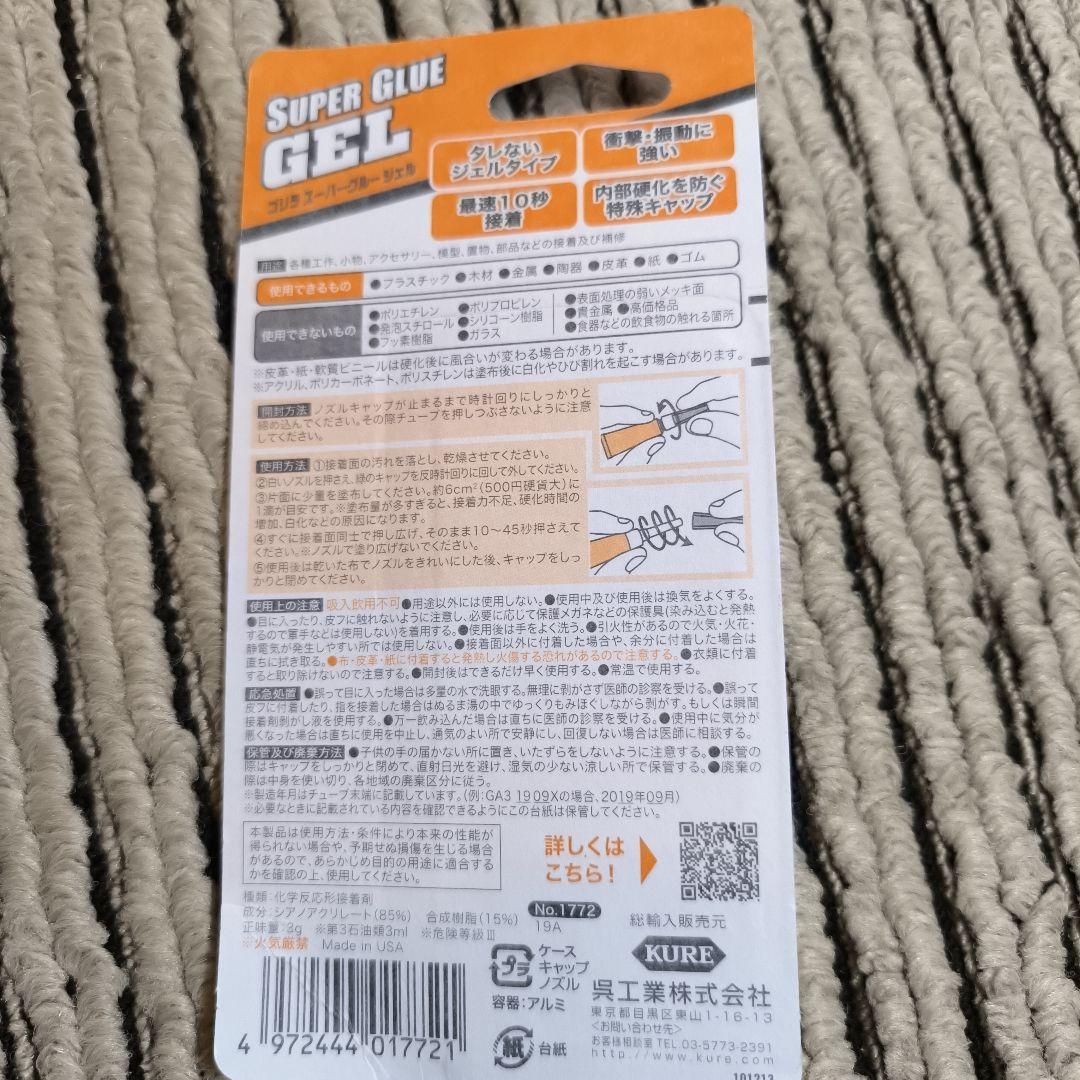 SUPER GLUE
GEL
ゴリラ スーパーグルー ジェル
タレない
ジェルタイプ
衝撃・振動に
強い
最速10秒
接着
内部硬化を防ぐ
特殊キャップ
用途 各種工作、小物、アクセサリー、模型、置物、部品などの接着及び補修
使用できるもの ●プラスチック ●木材 ●金属 ●陶器 ●皮革 ●紙 ●ゴム
使用できないもの
●ポリエチレン ●ポリプロピレン ●表面処理の弱いメッキ面
●発泡スチロール ●シリコーン樹脂 ●貴金属 ●高価格品
●フッ素樹脂 ●ガラス ●食器などの飲食物の触れる箇所
※皮革・紙・軟質ビニールは硬化後に風合いが変わる場合があります。
※アクリル、ポリカーボネート、ポリスチレンは塗布後に白化やひび割れを起こす場合があります。
開封方法 ノズルキャップが止まるまで時計回りにしっかりと
締め込んでください。その際チューブを押しつぶさないように注意
してください。
使用方法 ①接着面の汚れを落とし、乾燥させてください。
②白いノズルを押さえ、緑のキャップを反時計回りに回して外してください。
③片面に少量を塗布してください。約6cm²(500円硬貨大)に
1滴が目安です。※塗布量が多すぎると、接着力不足、硬化時間の
増加、白化などの原因になります。
④すぐに接着面同士で押し広げ、そのまま10〜45秒押さえて
ください。※ノズルで塗り広げないでください。
⑤使用後は乾いた布でノズルをきれいにした後、キャップをしっ
かりと閉めてください。
使用上の注意 吸入飲用不可●用途以外には使用しない。●使用中及び使用後は換気をよくする。
●目に入ったり、皮フに触れないように注意し、必要に応じて保護メガネなどの保護具(染み込むと発熱
するので軍手などは使用しない)を着用する。●使用後は手をよく洗う。●引火性があるので火気・火花・
静電気が発生しやすい所では使用しない。●接着面以外に付着した場合や、余分に付着した場合は
直ちに拭き取る。●布・皮革・紙に付着すると発熱し火傷する恐れがあるので注意する。●衣類に付着
すると取り除けないので注意する。●開封後はできるだけ早く使用する。●常温で使用する。
応急処置 ●誤って目に入った場合は多量の水で洗眼する。無理に剥がさず医師の診察を受ける。●誤って
皮フに付着したり、指を接着した場合はぬるま湯の中でゆっくりもみほぐしながら剥がす。もしくは瞬間
接着剤剥がし液を使用する。●万一飲み込んだ場合は直ちに医師の診察を受ける。●使用中に気分が
悪くなった場合は直ちに使用を中止し、通気のよい所で安静にし、回復しない場合は医師に相談する。
保管及び廃棄方法 ●子供の手の届かない所に置き、いたずらをしないように注意する。●保管の
際はキャップをしっかりと閉めて、直射日光を避け、湿気の少ない涼しい所で保管する。●廃棄の
際は中身を使い切り、各地域の廃棄区分に従う。
※製造年月はチューブ末端に記載しています。(例:GA3 1909Xの場合、2019年09月)
※必要なときに記載されている内容を確認できるようにこの台紙は保管してください。
本製品は使用方法・条件により本来の性能が
得られない場合や、予期せぬ損傷を生じる場合
があるので、あらかじめ目的の用途に適合する
かを確認の上、使用してください。
詳しくは
こちら!
種類:化学反応形接着剤
成分:シアノアクリレート(85%) 合成樹脂(15%)
正味量:3g ※第3石油類3ml ※危険等級Ⅲ
※火気厳禁 Made in USA
No.1772
19A
総輸入販売元
KURE
呉工業株式会社
東京都目黒区東山1-16-13
<お問い合わせ先>
お客様相談室TEL 03-5773-2391
http://www.kure.com
プラ
ケース
キャップ
ノズル
容器:アルミ
紙 台紙
4 972444 017721
101213